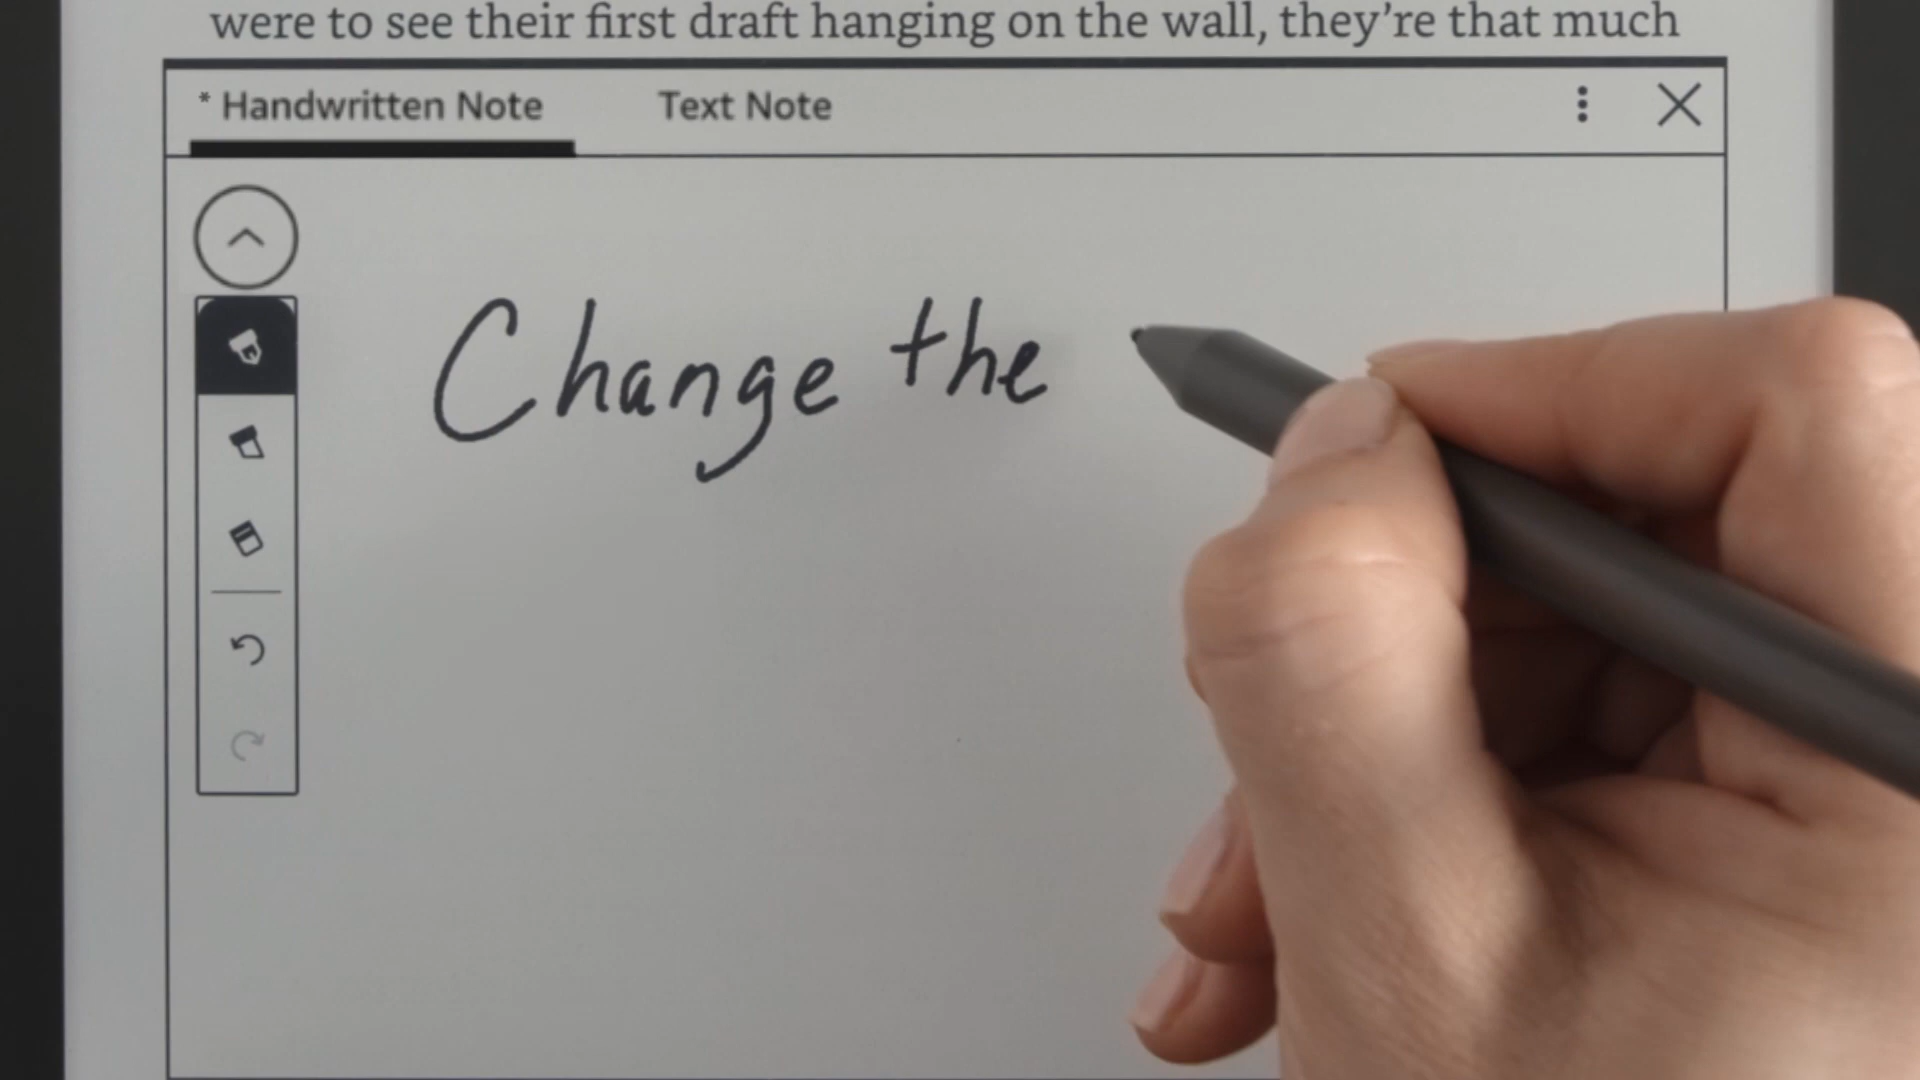 were to see their first draft hanging on the wall, they’re that much
* Handwritten Note Text Note
Change the